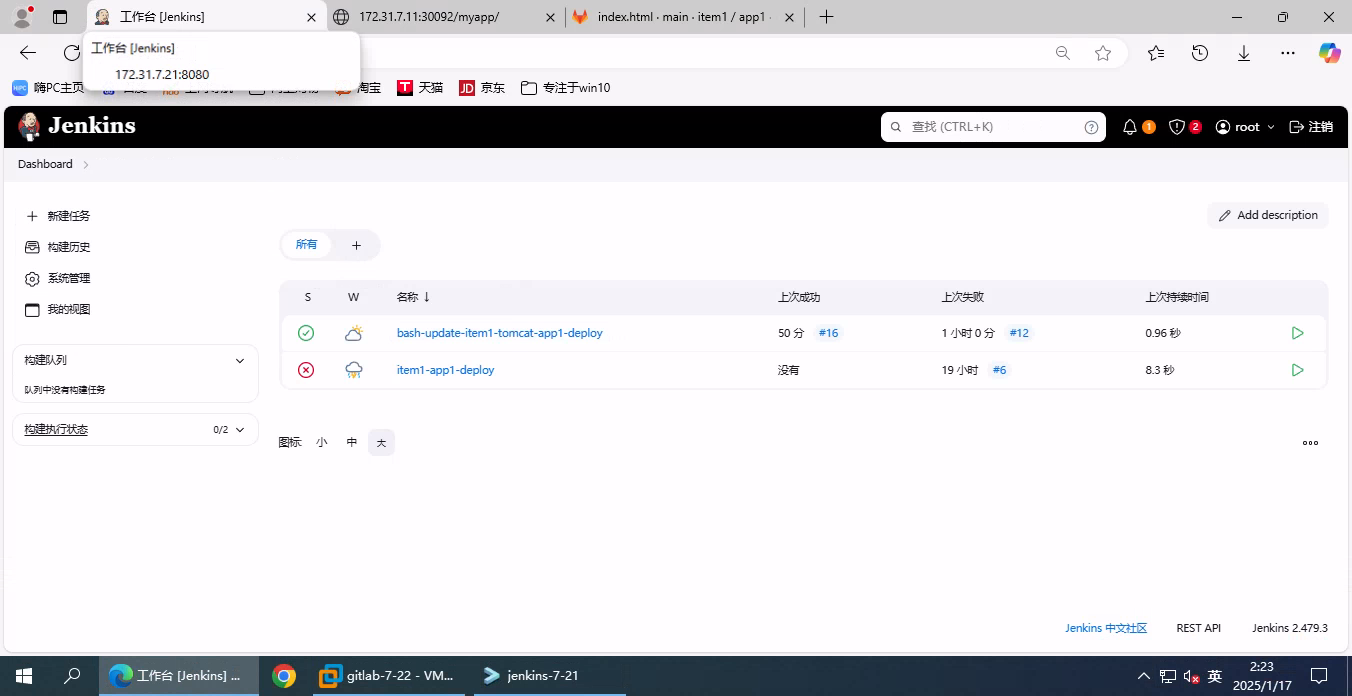 工作台 [Jenkins]
172.31.7.11:30092/myapp/
index.html · main · item1 / app1 ·
工作台 [Jenkins]
172.31.7.21:8080
嗨PC主页
淘宝
天猫
京东
专注于win10
Jenkins
查找 (CTRL+K)
1
2
root
注销
Dashboard
新建任务
构建历史
系统管理
我的视图
Add description
所有
S W 名称 ↓ 上次成功 上次失败 上次持续时间
bash-update-item1-tomcat-app1-deploy 50 分 #16 1 小时 0 分 #12 0.96 秒
item1-app1-deploy 没有 19 小时 #6 8.3 秒
构建队列
队列中没有构建任务
构建执行状态 0/2
图标: 小 中 大
Jenkins 中文社区 REST API Jenkins 2.479.3
工作台 [Jenkins] ...
gitlab-7-22 - VM...
jenkins-7-21
英
2:23
2025/1/17